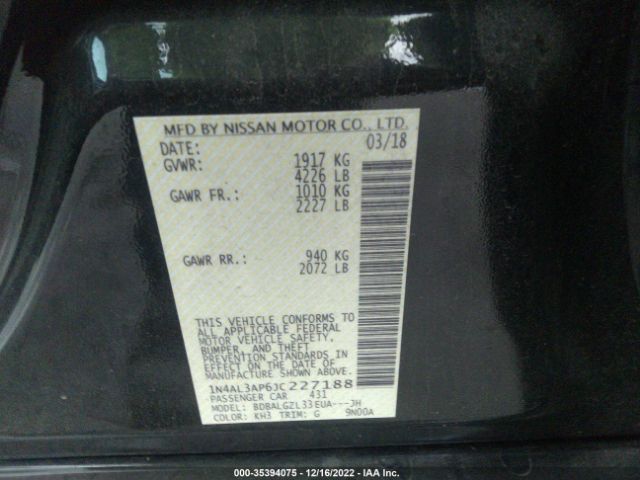 MFD BY NISSAN MOTOR CO., LTD.
DATE: 03/18
GVWR: 1917 KG
4226 LB
GAWR FR.: 1010 KG
2227 LB
GAWR RR.: 940 KG
2072 LB
THIS VEHICLE CONFORMS TO
ALL APPLICABLE FEDERAL
MOTOR VEHICLE SAFETY,
BUMPER, AND THEFT
PREVENTION STANDARDS IN
EFFECT ON THE DATE OF
MANUFACTURE SHOWN ABOVE.
1N4AL3AP6JC227188
PASSENGER CAR 431
MODEL: BDBALGZL33EUA---JH
COLOR: KH3 TRIM: G 9N00A
000-35394075 - 12/16/2022 - IAA Inc.